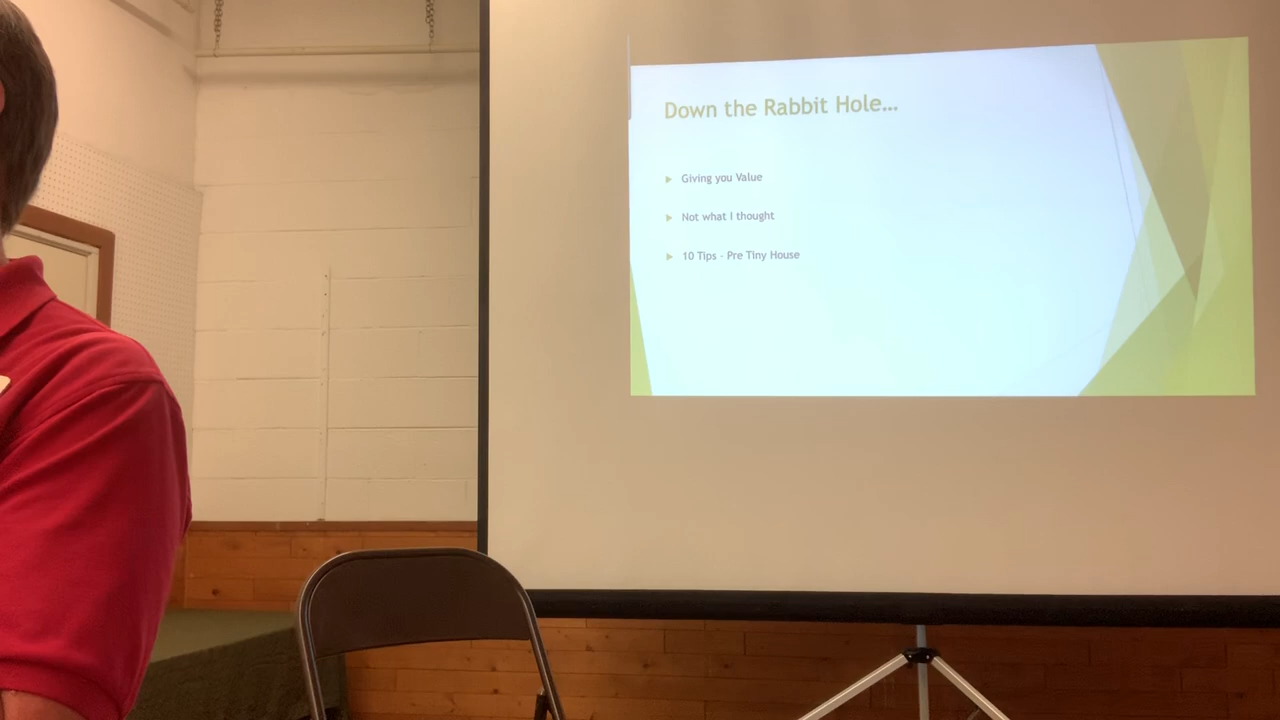 Down the Rabbit Hole...
Giving you Value
Not what I thought
10 Tips - Pre Tiny House